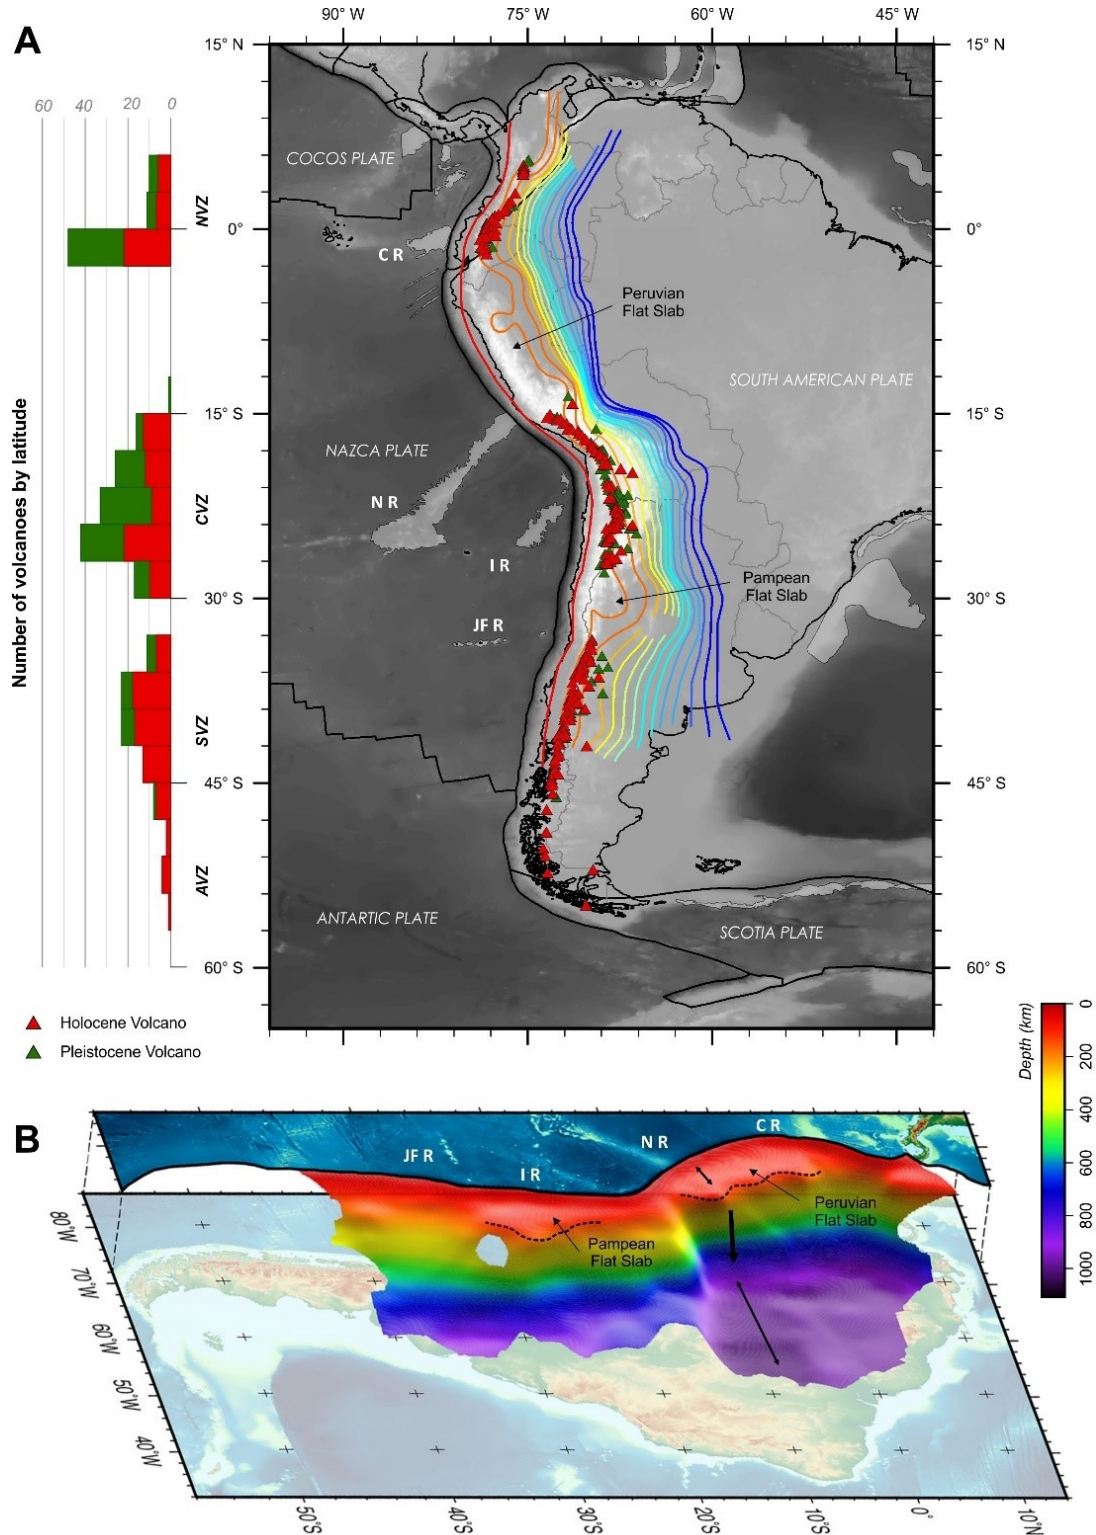 A
90° W 75° W 60° W 45° W
15° N 15° N
60 40 20 0
COCOS PLATE
NVZ
0° 0°
C R
Peruvian
Flat Slab
SOUTH AMERICAN PLATE
15° S 15° S
Number of volcanoes by latitude
NAZCA PLATE
CVZ
N R
I R
Pampean
Flat Slab
30° S 30° S
JF R
SVZ
45° S 45° S
AVZ
ANTARTIC PLATE
SCOTIA PLATE
60° S 60° S
Holocene Volcano
Pleistocene Volcano
Depth (km)
0
200
400
600
800
1000
B
C R
N R
JF R
I R
Peruvian
Flat Slab
Pampean
Flat Slab
80°W
70°W
60°W
50°W
40°W
50°S 40°S 30°S 20°S 10°S 0° 10°N